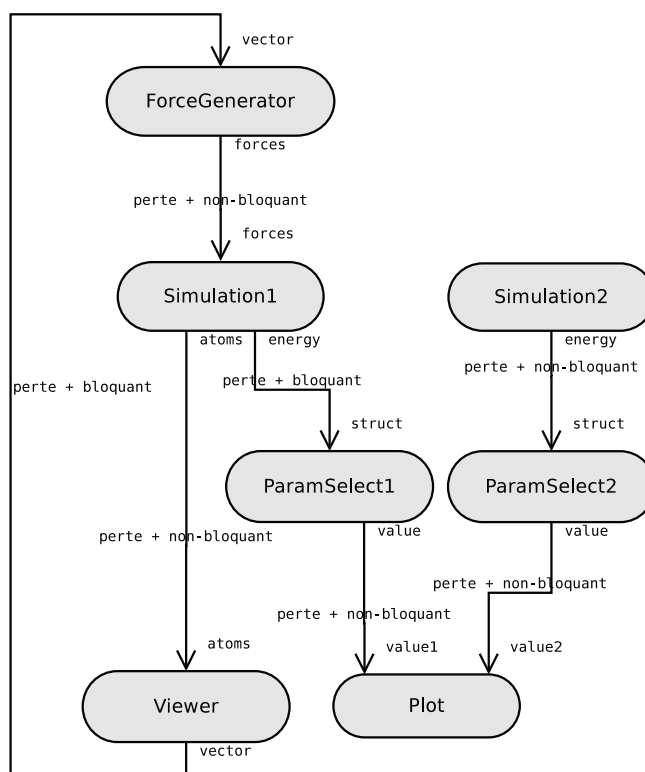 vector
ForceGenerator
forces
perte + non-bloquant
forces
Simulation1
Simulation2
atoms
energy
energy
perte + bloquant
perte + bloquant
perte + non-bloquant
struct
struct
ParamSelect1
ParamSelect2
value
value
perte + non-bloquant
perte + non-bloquant
perte + non-bloquant
atoms
value1
value2
Viewer
Plot
vector